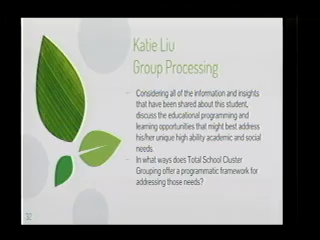 Katie Liu
Group Processing
– Considering all of the information and insights
that have been shared about this student,
discuss the educational programming and
learning opportunities that might best address
his/her unique high ability academic and social
needs.
– In what ways does Total School Cluster
Grouping offer a programmatic framework for
addressing those needs?